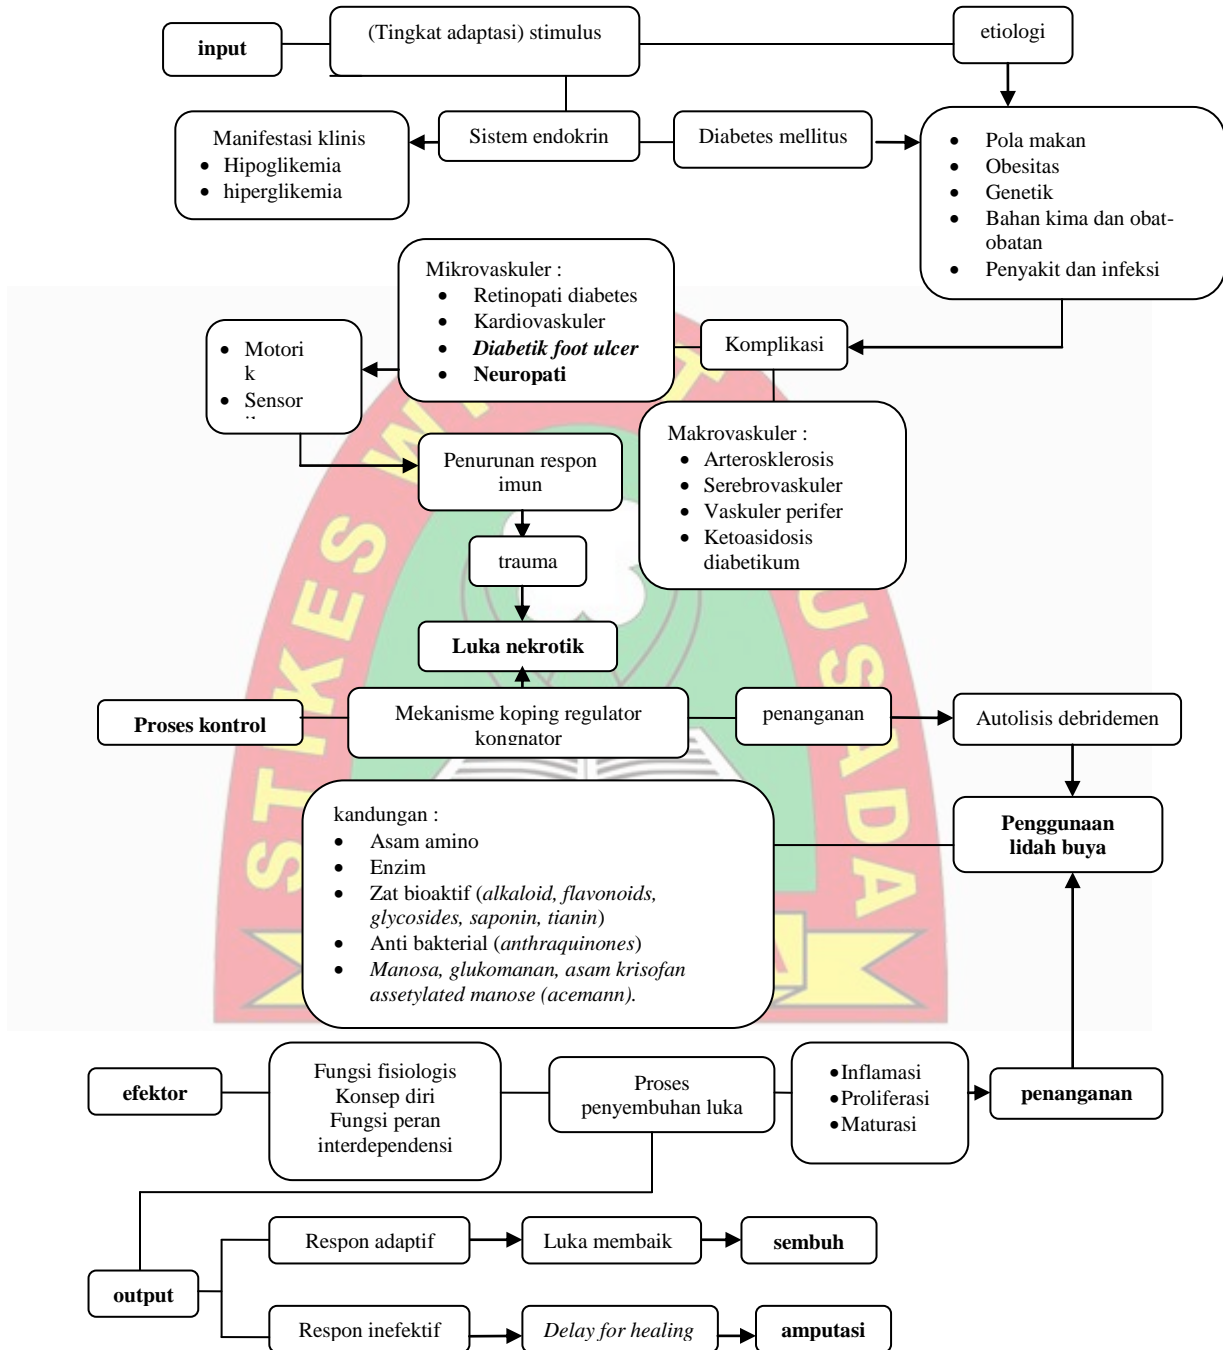 input
(Tingkat adaptasi) stimulus
etiologi
Manifestasi klinis
• Hipoglikemia
• hiperglikemia
Sistem endokrin
Diabetes mellitus
• Pola makan
• Obesitas
• Genetik
• Bahan kima dan obat-
obatan
• Penyakit dan infeksi
Mikrovaskuler :
• Retinopati diabetes
• Kardiovaskuler
• Diabetik foot ulcer
• Neuropati
Komplikasi
• Motori
k
• Sensor
Makrovaskuler :
• Arterosklerosis
• Serebrovaskuler
• Vaskuler perifer
• Ketoasidosis
diabetikum
Penurunan respon
imun
trauma
Luka nekrotik
Proses kontrol
Mekanisme koping regulator
kongnator
penanganan
Autolisis debridemen
Penggunaan
lidah buya
kandungan :
• Asam amino
• Enzim
• Zat bioaktif (alkaloid, flavonoids,
glycosides, saponin, tianin)
• Anti bakterial (anthraquinones)
• Manosa, glukomanan, asam krisofan
assetylated manose (acemann).
efektor
Fungsi fisiologis
Konsep diri
Fungsi peran
interdependensi
Proses
penyembuhan luka
• Inflamasi
• Proliferasi
• Maturasi
penanganan
output
Respon adaptif
Luka membaik
sembuh
Respon inefektif
Delay for healing
amputasi
STIKES
USADA